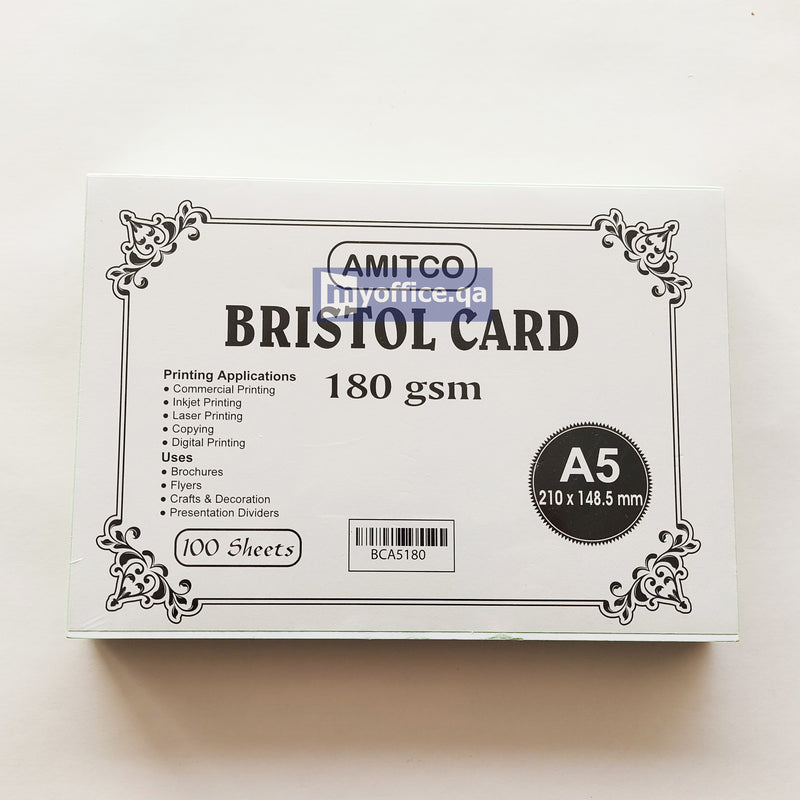 AMITCO
myoffice.qa
BRISTOL CARD
180 gsm
Printing Applications
• Commercial Printing
• Inkjet Printing
• Laser Printing
• Copying
• Digital Printing
Uses
• Brochures
• Flyers
• Crafts & Decoration
• Presentation Dividers
100 Sheets
BCA5180
A5
210 x 148.5 mm